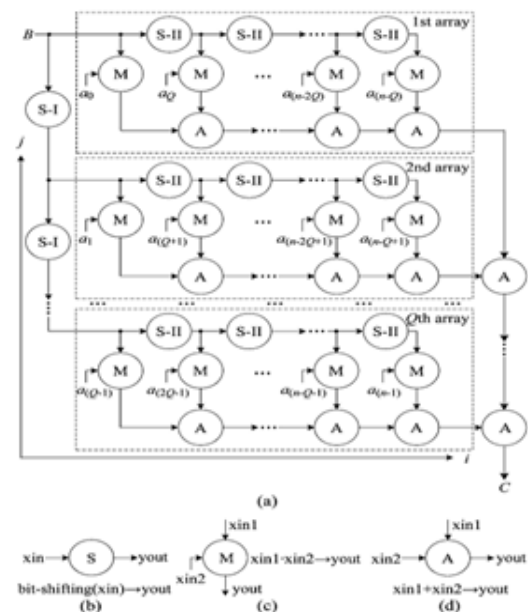 1st array
B S-II S-II S-II
M M M M
a0 aQ a(n-2Q) a(n-Q)
S-I
A A A
j
2nd array
S-II S-II S-II
S-I M M M M
a1 a(Q+1) a(n-2Q+1) a(n-Q+1)
A A A A
Qth array
S-II S-II S-II
M M M M
a(Q-1) a(2Q-1) a(n-Q-1) a(n-1)
A A A A
i C
(a)
xin S yout
bit-shifting(xin)→yout
(b)
xin1
M xin1·xin2→yout
xin2
yout
(c)
xin1
xin2 A yout
xin1+xin2→yout
(d)